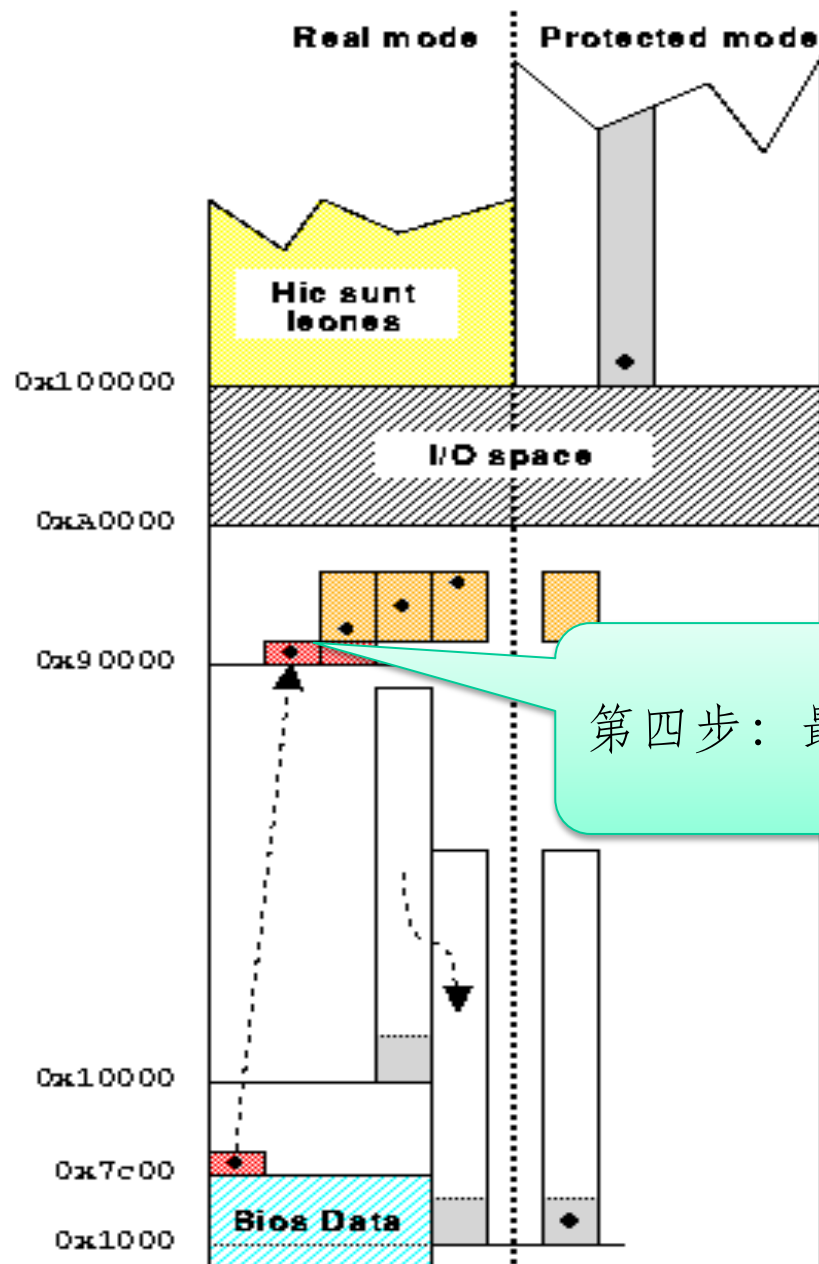 Real mode Protected mode
Hic sunt
leones
0x100000
I/O space
0xA0000
0x90000
第四步：最
0x10000
0x7c00
Bios Data
0x1000